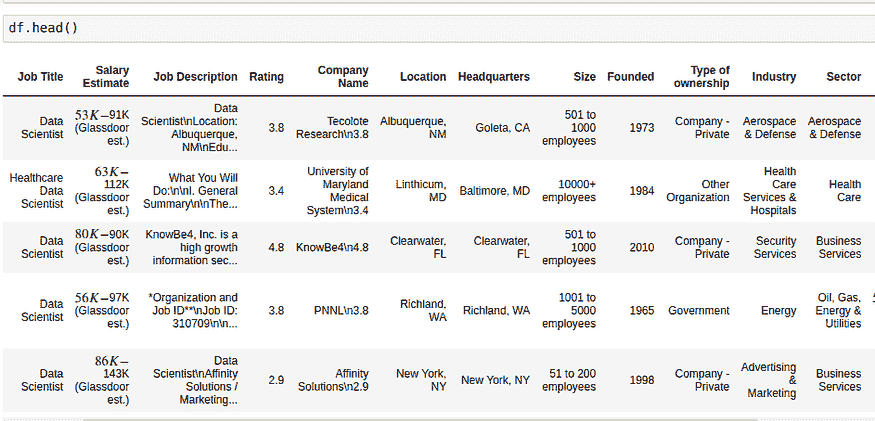 df.head()
Job Title Salary Estimate Job Description Rating Company Name Location Headquarters Size Founded Type of ownership Industry Sector
Data Scientist 53K−91K (Glassdoor est.) Data Scientist\nLocation: Albuquerque, NM\nEdu... 3.8 Tecolote Research\n3.8 Albuquerque, NM Goleta, CA 501 to 1000 employees 1973 Company - Private Aerospace & Defense Aerospace & Defense
Healthcare Data Scientist 63K−112K (Glassdoor est.) What You Will Do:\n\nI. General Summary\n\nThe... 3.4 University of Maryland Medical System\n3.4 Linthicum, MD Baltimore, MD 10000+ employees 1984 Other Organization Health Care Services & Hospitals Health Care
Data Scientist 80K−90K (Glassdoor est.) KnowBe4, Inc. is a high growth information sec... 4.8 KnowBe4\n4.8 Clearwater, FL Clearwater, FL 501 to 1000 employees 2010 Company - Private Security Services Business Services
Data Scientist 56K−97K (Glassdoor est.) *Organization and Job ID**\nJob ID: 310709\n\n... 3.8 PNNL\n3.8 Richland, WA Richland, WA 1001 to 5000 employees 1965 Government Energy Oil, Gas, Energy & Utilities
Data Scientist 86K−143K (Glassdoor est.) Data Scientist\nAffinity Solutions / Marketing... 2.9 Affinity Solutions\n2.9 New York, NY New York, NY 51 to 200 employees 1998 Company - Private Advertising & Marketing Business Services